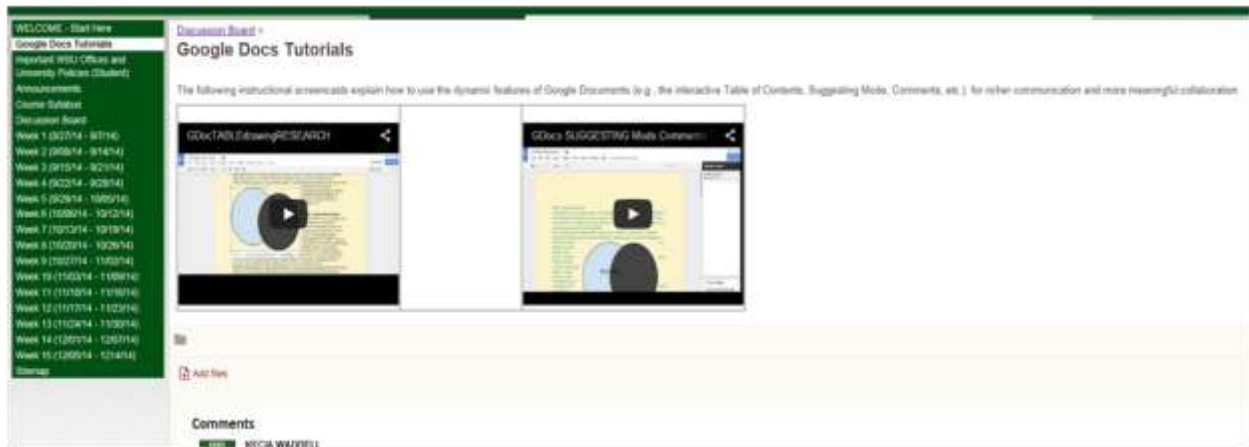 WELCOME - Start Here
Google Docs Tutorials
Important WSU Offices and
University Policies (Student)
Announcements
Course Syllabus
Discussion Board
Week 1 (8/27/14 - 9/7/14)
Week 2 (9/08/14 - 9/14/14)
Week 3 (9/15/14 - 9/21/14)
Week 4 (9/22/14 - 9/28/14)
Week 5 (9/29/14 - 10/05/14)
Week 6 (10/06/14 - 10/12/14)
Week 7 (10/13/14 - 10/19/14)
Week 8 (10/20/14 - 10/26/14)
Week 9 (10/27/14 - 11/02/14)
Week 10 (11/03/14 - 11/09/14)
Week 11 (11/10/14 - 11/16/14)
Week 12 (11/17/14 - 11/23/14)
Week 13 (11/24/14 - 11/30/14)
Week 14 (12/01/14 - 12/07/14)
Week 15 (12/14/14)
Sitemap
Discussion Board >
Google Docs Tutorials
The following instructional screencasts explain how to use the dynamic features of Google Documents (e.g., the interactive Table of Contents, Suggesting Mode, Comments, etc.) for richer communication and more meaningful collaboration
GDocTABLEdrawingRESEARCH
GDocs SUGGESTING Mode Comments
Add files
Comments
NECIA WADDELL